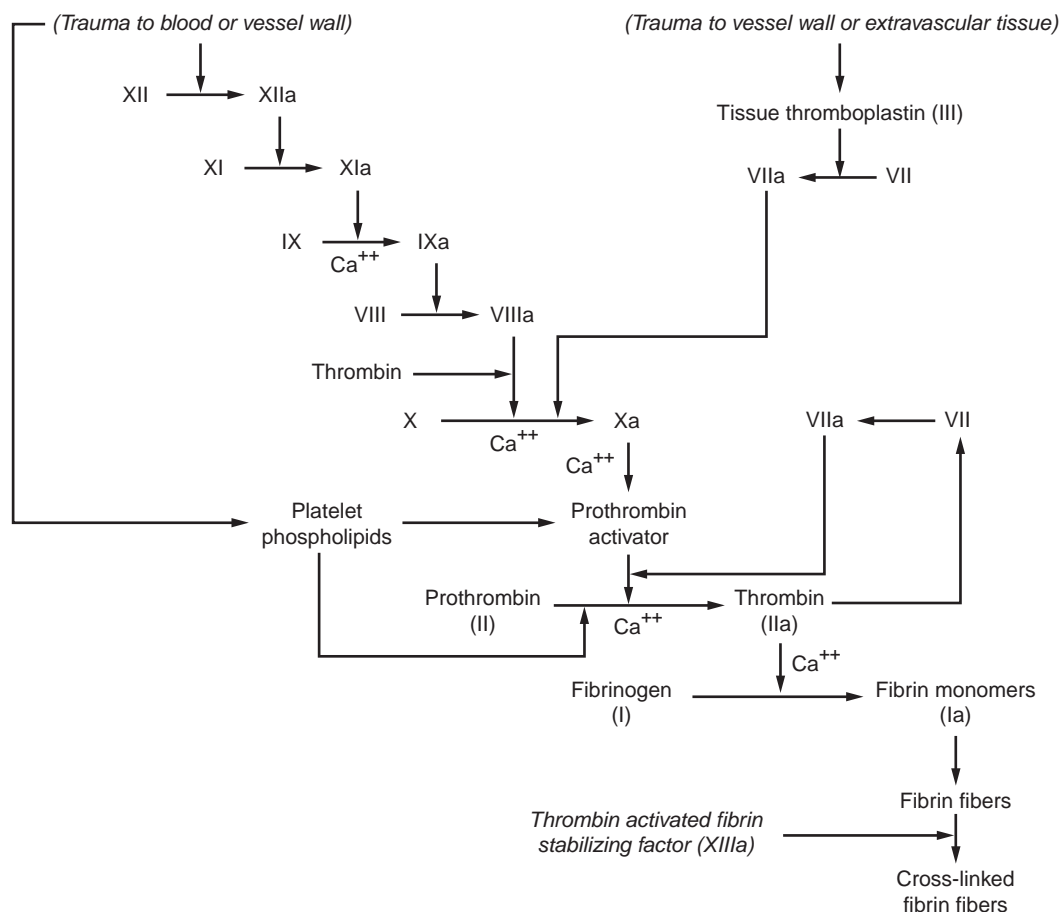 (Trauma to blood or vessel wall)
(Trauma to vessel wall or extravascular tissue)
XII
XIIa
Tissue thromboplastin (III)
XI
XIa
VIIa
VII
IX
Ca++
IXa
VIII
VIIIa
Thrombin
X
Ca++
Xa
VIIa
VII
Ca++
Platelet
phospholipids
Prothrombin
activator
Prothrombin
(II)
Ca++
Thrombin
(IIa)
Ca++
Fibrinogen
(I)
Fibrin monomers
(Ia)
Fibrin fibers
Thrombin activated fibrin
stabilizing factor (XIIIa)
Cross-linked
fibrin fibers